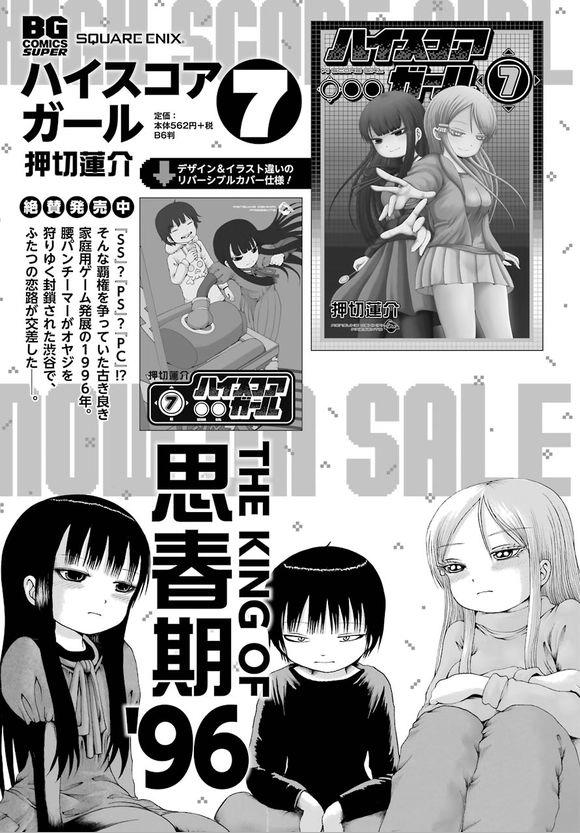 HIGH SCORE GIRL
BG
COMICS
SUPER
SQUARE ENIX®
ハイスコア
ガール
7
押切蓮介
定価：
本体562円+税
B6判
デザイン&イラスト違いの
リバーシブルカバー仕様！
絶賛発売中
『SS』？『PS』？『PC』⁉
そんな覇権を争っていた古き良き
家庭用ゲーム発展の1996年。
腰パンチーマーがオヤジを
狩りゆく封鎖された渋谷で、
ふたつの恋路が交差した――。
ハイスコア
ガール
7
押切蓮介
押切蓮介
7
ハイスコア
ガール
NOW ON SALE
THE KING OF
思春期
'96